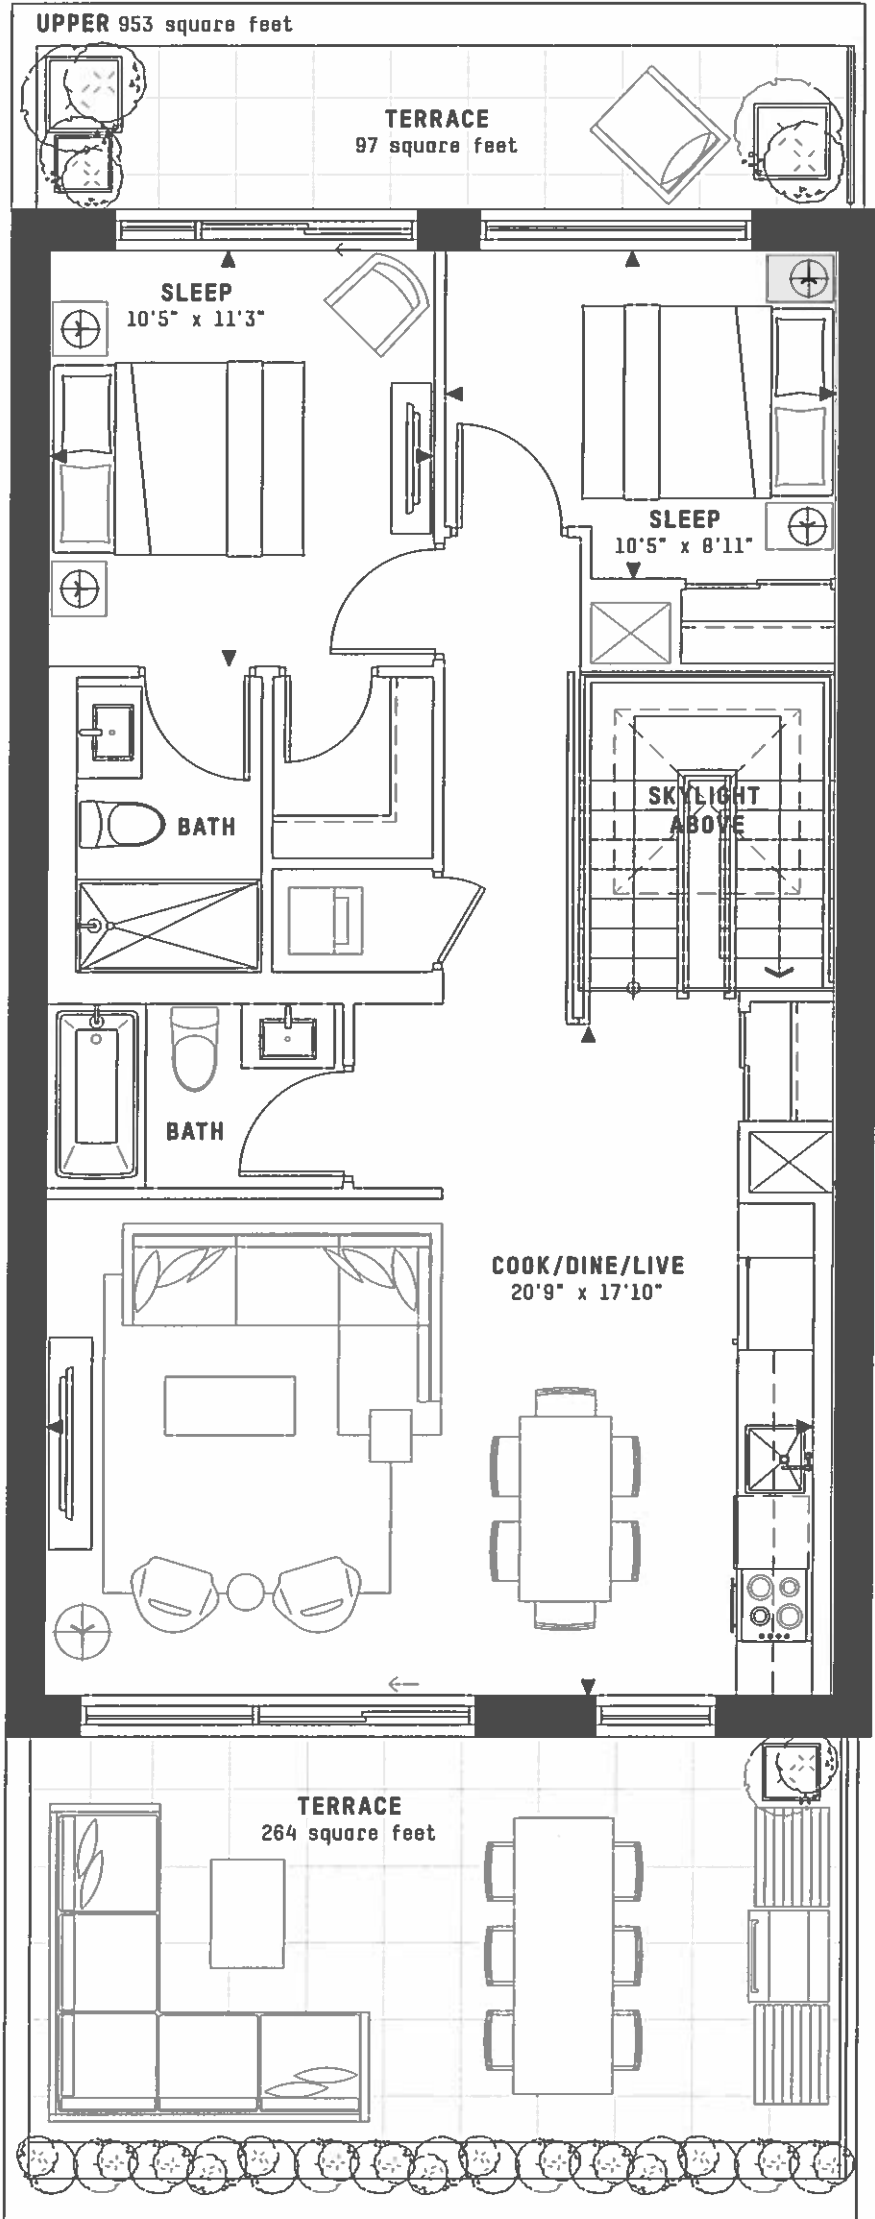 UPPER 953 square feet
TERRACE
97 square feet
SLEEP
10'5" x 11'3"
SLEEP
10'5" x 8'11"
SKYLIGHT
ABOVE
BATH
BATH
COOK/DINE/LIVE
20'9" x 17'10"
TERRACE
264 square feet